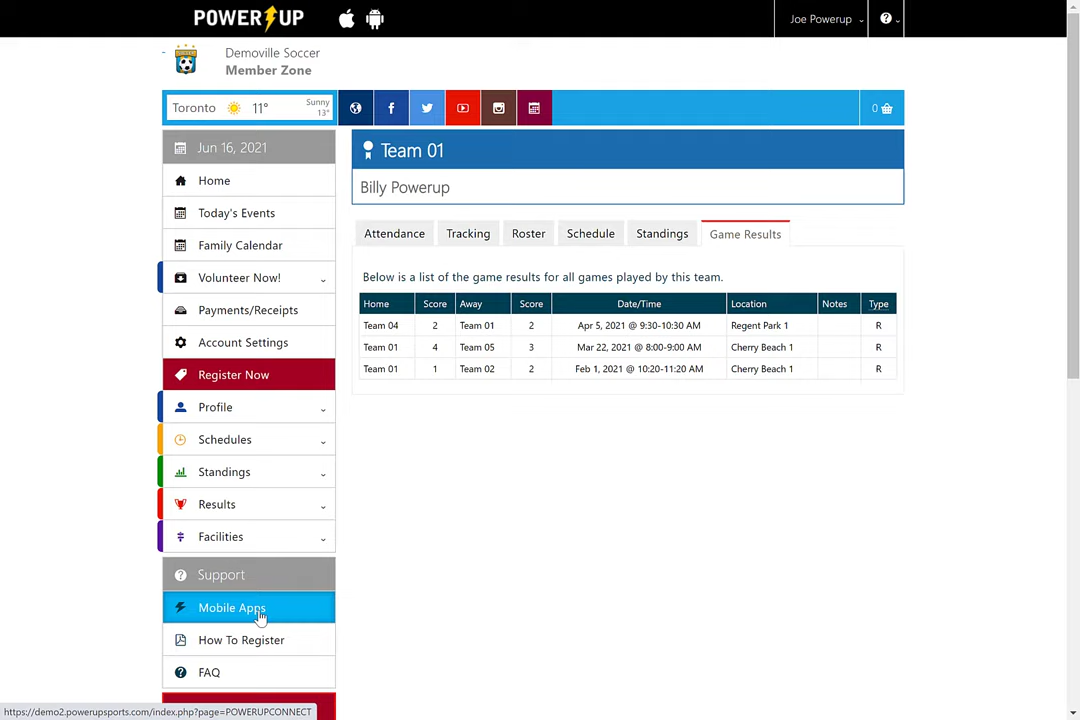 POWER UP
Joe Powerup
?
Demoville Soccer
Member Zone
Toronto 11° Sunny 13°
0
Jun 16, 2021
Home
Today's Events
Family Calendar
Volunteer Now!
Payments/Receipts
Account Settings
Register Now
Profile
Schedules
Standings
Results
Facilities
Support
Mobile Apps
How To Register
FAQ
Team 01
Billy Powerup
Attendance Tracking Roster Schedule Standings Game Results
Below is a list of the game results for all games played by this team.
Home Score Away Score Date/Time Location Notes Type
Team 04 2 Team 01 2 Apr 5, 2021 @ 9:30-10:30 AM Regent Park 1 R
Team 01 4 Team 05 3 Mar 22, 2021 @ 8:00-9:00 AM Cherry Beach 1 R
Team 01 1 Team 02 2 Feb 1, 2021 @ 10:20-11:20 AM Cherry Beach 1 R
https://demo2.powerupsports.com/index.php?page=POWERUPCONNECT